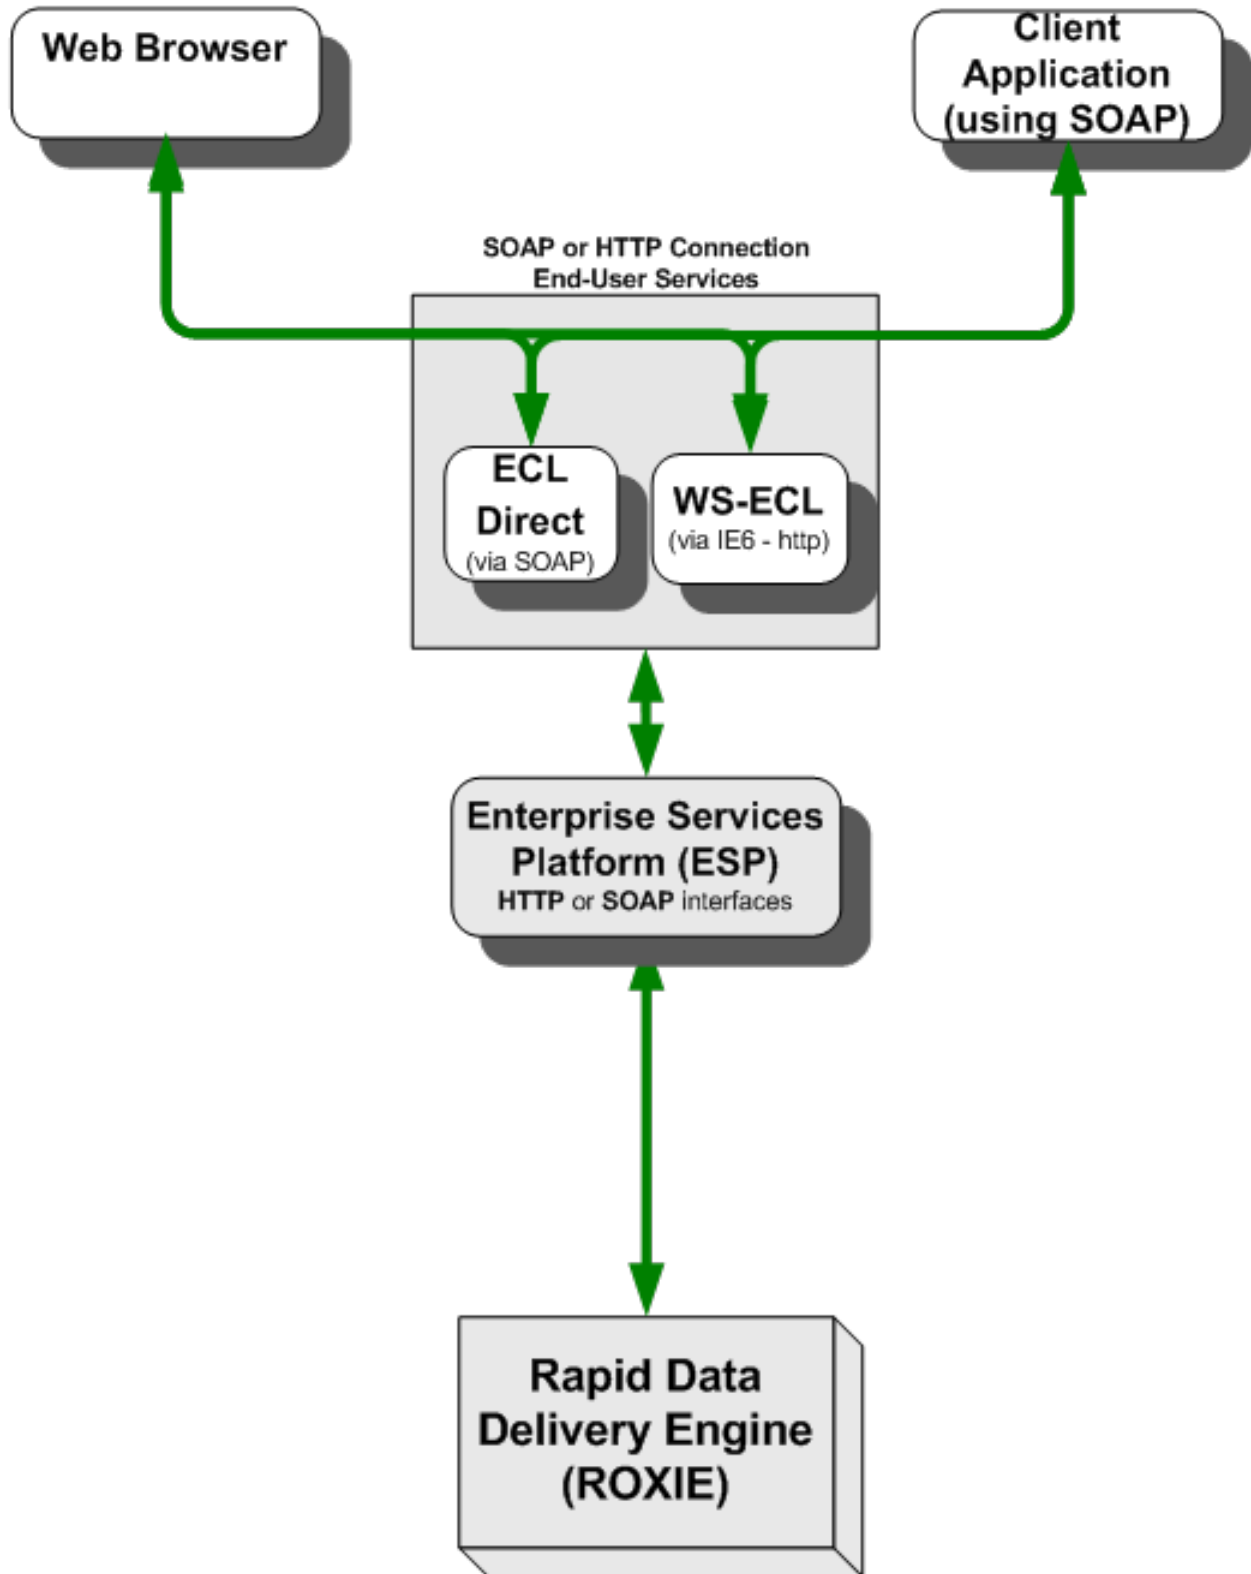 Web Browser
Client
Application
(using SOAP)
SOAP or HTTP Connection
End-User Services
ECL
Direct
(via SOAP)
WS-ECL
(via IE6 - http)
Enterprise Services
Platform (ESP)
HTTP or SOAP interfaces
Rapid Data
Delivery Engine
(ROXIE)